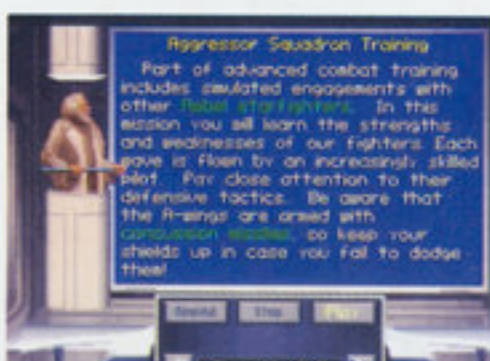 Aggressor Squadron Training
Part of advanced combat training
includes simulated engagements with
other Rebel starfighters. In this
mission you will learn the strengths
and weaknesses of our fighters. Each
wave is flown by an increasingly skilled
pilot. Pay close attention to their
defensive tactics. Be aware that
the A-wings are armed with
concussion missiles, so keep your
shields up in case you fail to dodge
them!
Rewind Stop Play